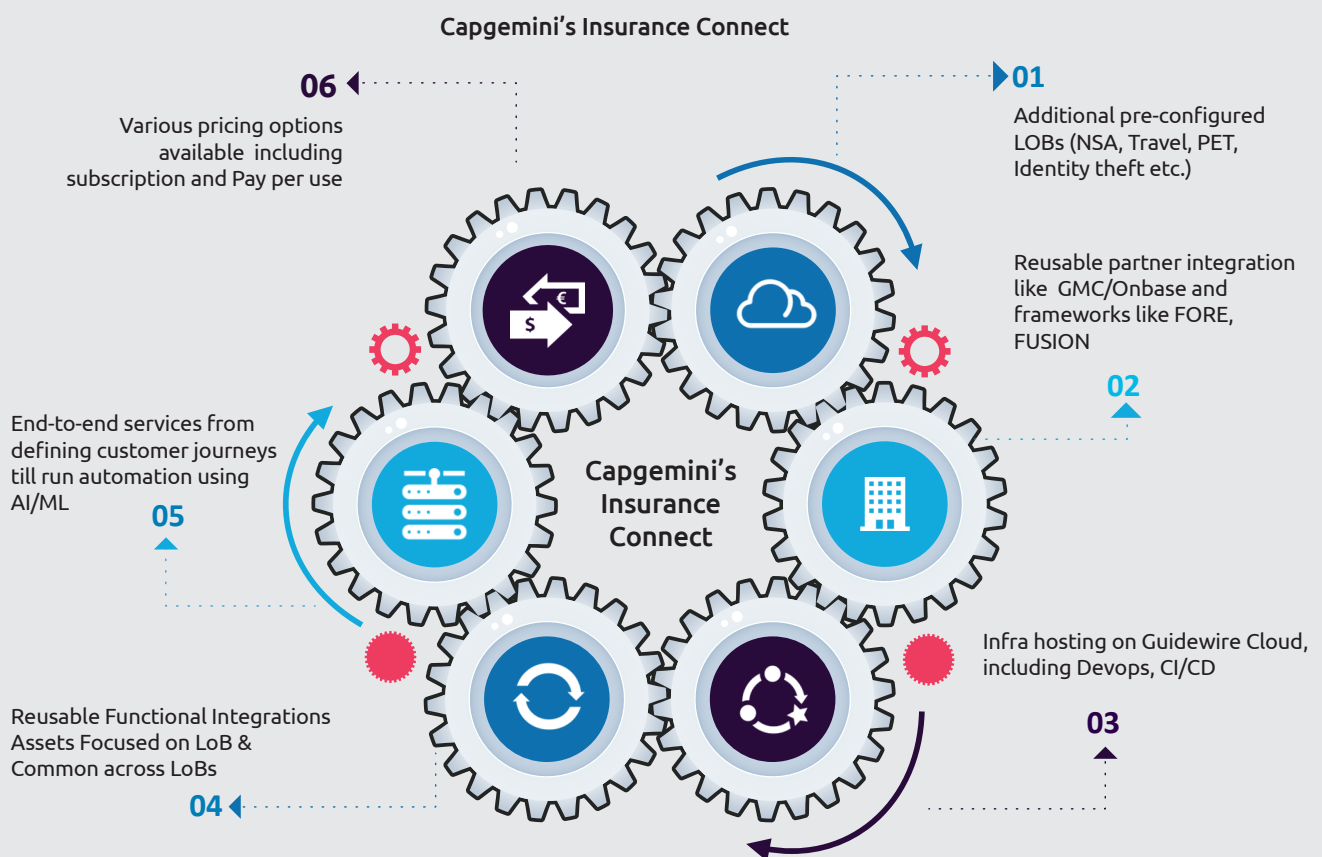 Capgemini's Insurance Connect
06
Various pricing options
available including
subscription and Pay per use
01
Additional pre-configured
LOBs (NSA, Travel, PET,
Identity theft etc.)
Reusable partner integration
like GMC/Onbase and
frameworks like FORE,
FUSION
02
€
$
End-to-end services from
defining customer journeys
till run automation using
AI/ML
05
Capgemini's
Insurance
Connect
Infra hosting on Guidewire Cloud,
including Devops, CI/CD
03
Reusable Functional Integrations
Assets Focused on LoB &
Common across LoBs
04